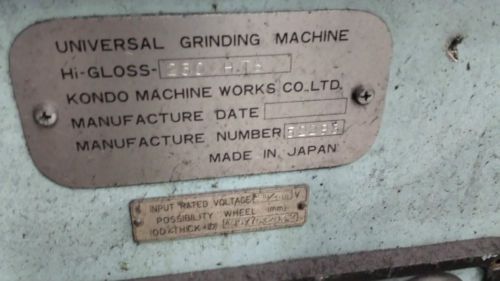 UNIVERSAL GRINDING MACHINE
Hi-GLOSS-
KONDO MACHINE WORKS CO.,LTD.
MANUFACTURE DATE
MANUFACTURE NUMBER
MADE IN JAPAN
INPUT RATED VOLTAGE V
POSSIBILITY WHEEL (mm)